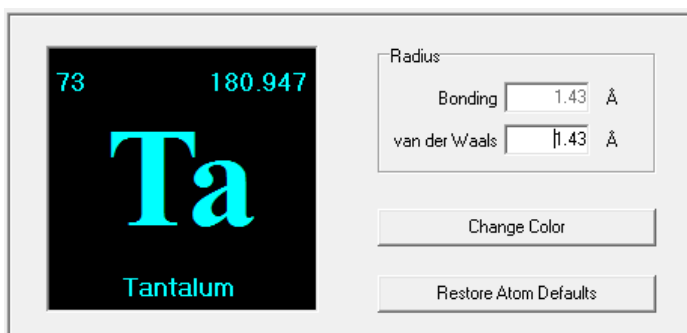 73 180.947
Ta
Tantalum
Radius
Bonding 1.43 Å
van der Waals 1.43 Å
Change Color
Restore Atom Defaults